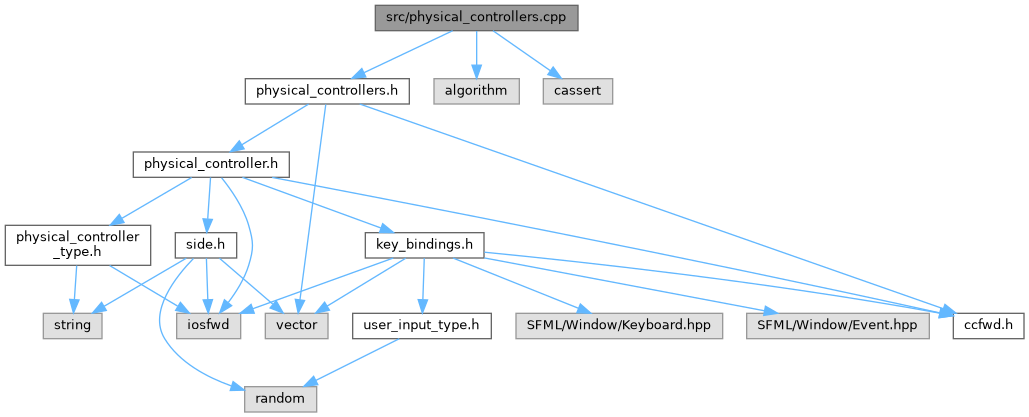 src/physical_controllers.cpp
physical_controllers.h
algorithm
cassert
physical_controller.h
physical_controller
_type.h
side.h
key_bindings.h
string
iosfwd
vector
user_input_type.h
SFML/Window/Keyboard.hpp
SFML/Window/Event.hpp
ccfwd.h
random